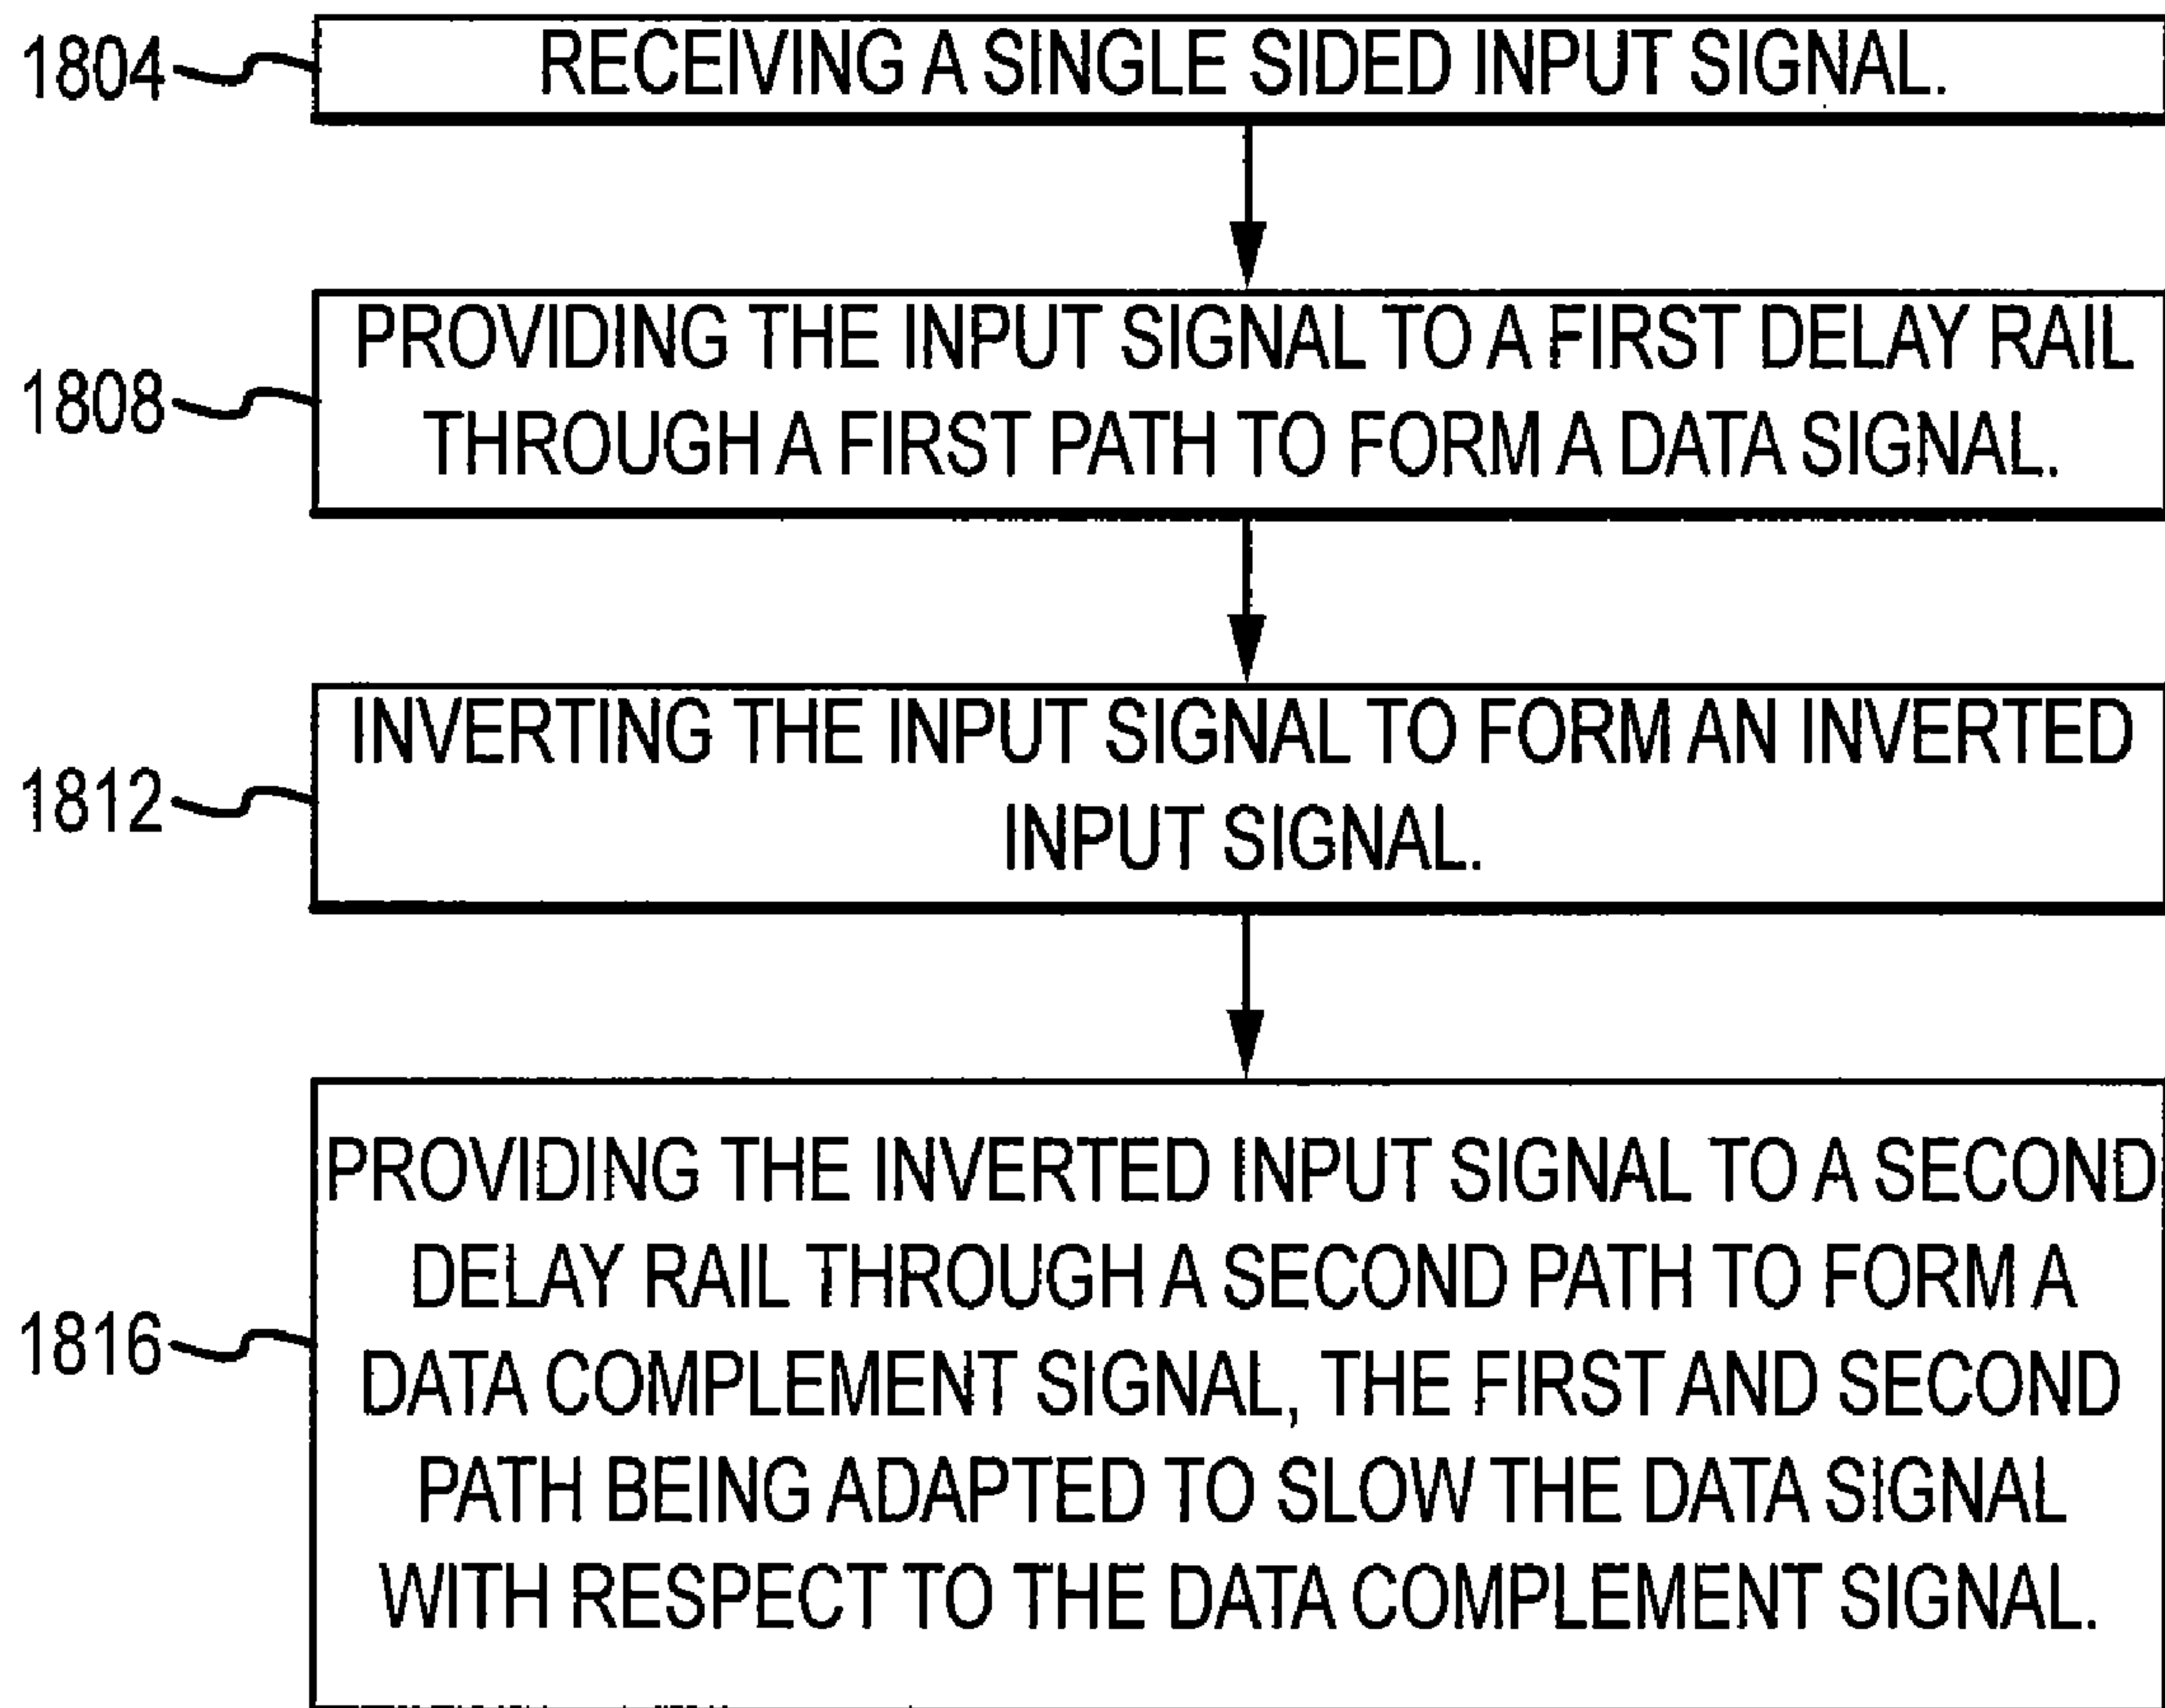 1804
RECEIVING A SINGLE SIDED INPUT SIGNAL.
1808
PROVIDING THE INPUT SIGNAL TO A FIRST DELAY RAIL
THROUGH A FIRST PATH TO FORM A DATA SIGNAL.
1812
INVERTING THE INPUT SIGNAL TO FORM AN INVERTED
INPUT SIGNAL.
1816
PROVIDING THE INVERTED INPUT SIGNAL TO A SECOND
DELAY RAIL THROUGH A SECOND PATH TO FORM A
DATA COMPLEMENT SIGNAL, THE FIRST AND SECOND
PATH BEING ADAPTED TO SLOW THE DATA SIGNAL
WITH RESPECT TO THE DATA COMPLEMENT SIGNAL.